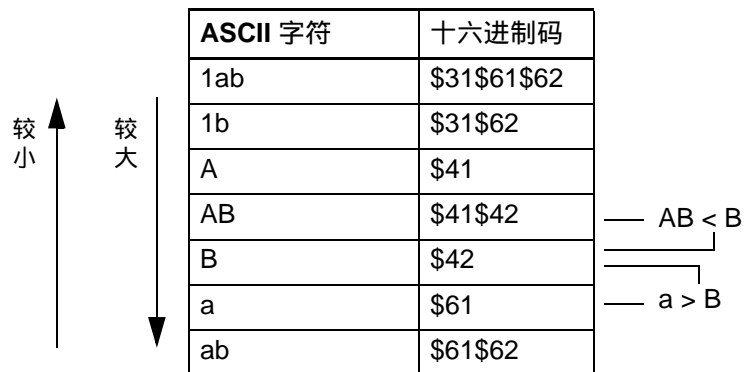 ASCII 字符 十六进制码
1ab $31$61$62
1b $31$62
A $41
AB $41$42
B $42
a $61
ab $61$62
较
小
较
大
AB < B
a > B